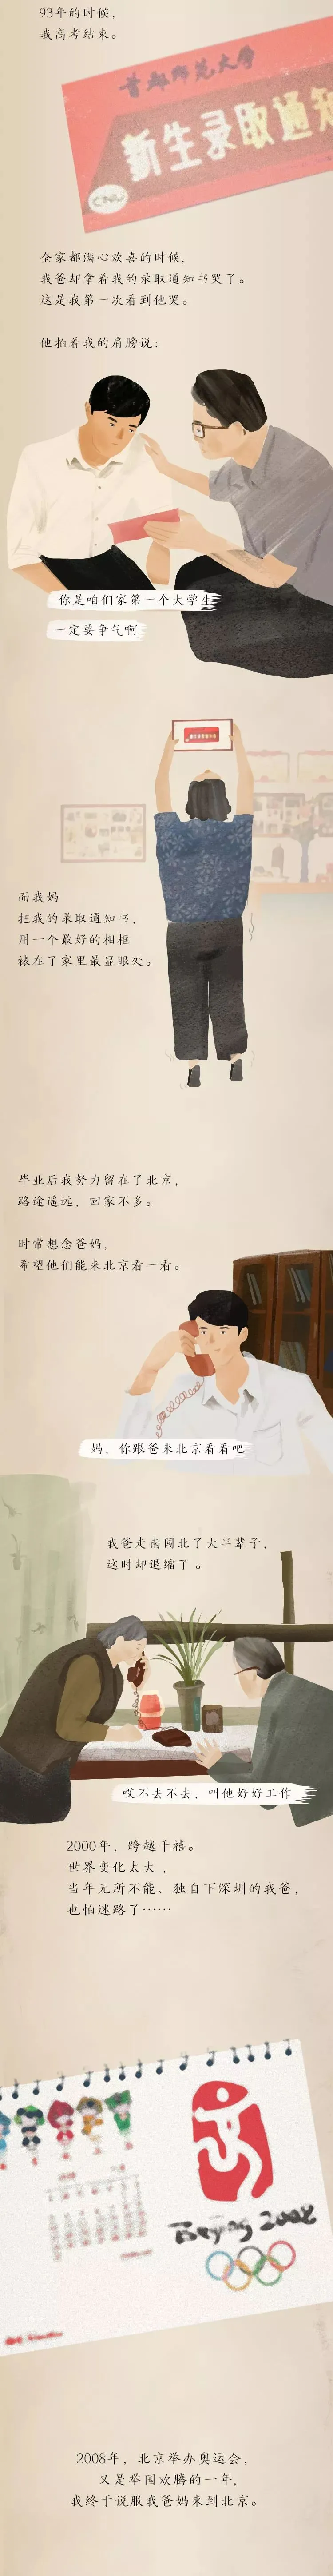 93年的时候，
我高考结束。
首都师范大学
新生录取通知
CNU
全家都满心欢喜的时候，
我爸却拿着我的录取通知书哭了。
这是我第一次看到他哭。
他拍着我的肩膀说：
你是咱们家第一个大学生
一定要争气啊
而我妈
把我的录取通知书，
用一个最好的相框
裱在了家里最显眼处。
毕业后我努力留在了北京，
路途遥远，回家不多。
时常想念爸妈，
希望他们能来北京看一看。
妈，你跟爸来北京看看吧
我爸走南闯北了大半辈子，
这时却退缩了。
哎不去不去，叫他好好工作
2000年，跨越千禧。
世界变化太大，
当年无所不能、独自下深圳的我爸，
也怕迷路了……
Beijing 2008
2008年，北京举办奥运会，
又是举国欢腾的一年，
我终于说服我爸妈来到北京。